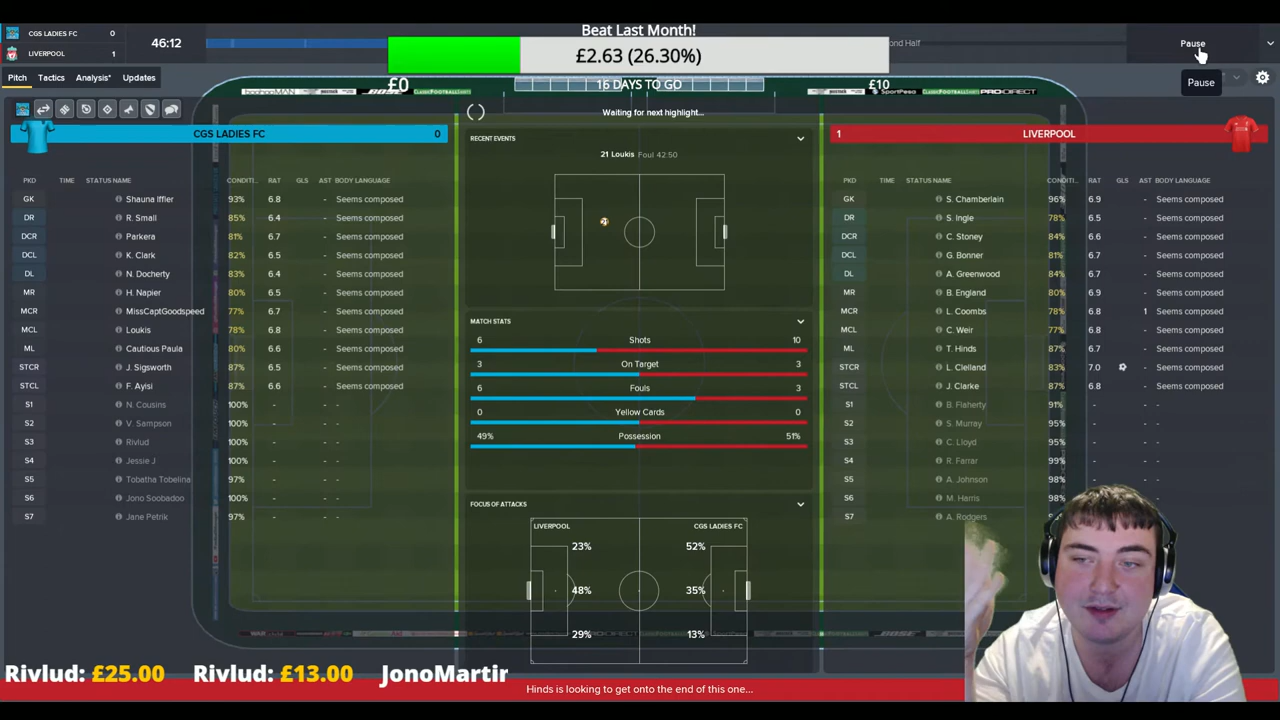 CGS LADIES FC 0
LIVERPOOL 1
46:12
Beat Last Month!
£2.63 (26.30%)
£0
16 DAYS TO GO
£10
Pause
Pause
Pitch Tactics Analysis* Updates
boohooMAN
PRO:DIRECT
Waiting for next highlight...
CGS LADIES FC 0
RECENT EVENTS
1 LIVERPOOL
21 Loukis Foul 42:50
PKD TIME STATUS NAME CONDITI... RAT GLS AST BODY LANGUAGE
GK Shauna Iffler 93% 6.8 - Seems composed
DR R. Small 85% 6.4 - Seems composed
DCR Parkera 81% 6.7 - Seems composed
DCL K. Clark 82% 6.5 - Seems composed
DL N. Docherty 83% 6.4 - Seems composed
MR H. Napier 80% 6.5 - Seems composed
MCR MissCaptGoodspeed 77% 6.7 - Seems composed
MCL Loukis 78% 6.8 - Seems composed
ML Cautious Paula 80% 6.6 - Seems composed
STCR J. Sigsworth 87% 6.5 - Seems composed
STCL F. Ayisi 87% 6.6 - Seems composed
S1 N. Cousins 100% - - -
S2 V. Sampson 100% - - -
S3 Rivlud 100% - - -
S4 Jessie J 100% - - -
S5 Tobatha Tobelina 97% - - -
S6 Jono Soobadoo 100% - - -
S7 Jane Petrik 97% - - -
MATCH STATS
6 Shots 10
3 On Target 3
6 Fouls 3
0 Yellow Cards 0
49% Possession 51%
FOCUS OF ATTACKS
LIVERPOOL CGS LADIES FC
23% 52%
48% 35%
29% 13%
PKD TIME STATUS NAME CONDITI... RAT GLS AST BODY LANGUAGE
GK S. Chamberlain 96% 6.9 - Seems composed
DR S. Ingle 78% 6.5 - Seems composed
DCR C. Stoney 84% 6.6 - Seems composed
DCL G. Bonner 81% 6.7 - Seems composed
DL A. Greenwood 84% 6.7 - Seems composed
MR B. England 80% 6.9 - Seems composed
MCR L. Coombs 78% 6.8 1 Seems composed
MCL C. Weir 77% 6.8 - Seems composed
ML T. Hinds 80% 6.7 - Seems composed
STCR L. Clelland 83% 7.0 - Seems composed
STCL J. Clarke 87% 6.8 - Seems composed
S1 B. Flaherty 91% - - -
S2 S. Murray 95% - - -
S3 C. Lloyd 95% - - -
S4 R. Farrar 99% - - -
S5 A. Johnson 98% - - -
S6 M. Harris 98% - - -
S7 A. Rodgers - - -
Rivlud: £25.00 Rivlud: £13.00 JonoMartir
Hinds is looking to get onto the end of this one...